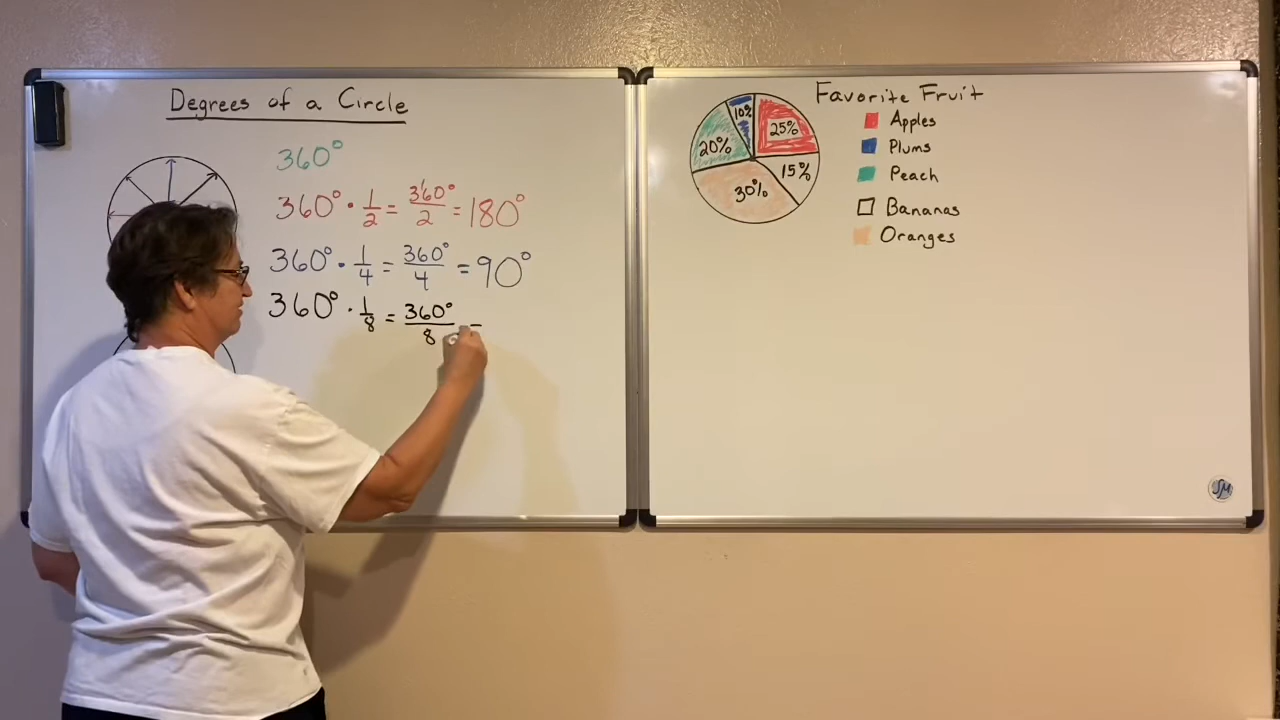 Degrees of a Circle
360°
360° · 1/2 = 360°/2 = 180°
360° · 1/4 = 360°/4 = 90°
360° · 1/8 = 360°/8 =
Favorite Fruit
10%
25%
20%
15%
30%
Apples
Plums
Peach
Bananas
Oranges
SM